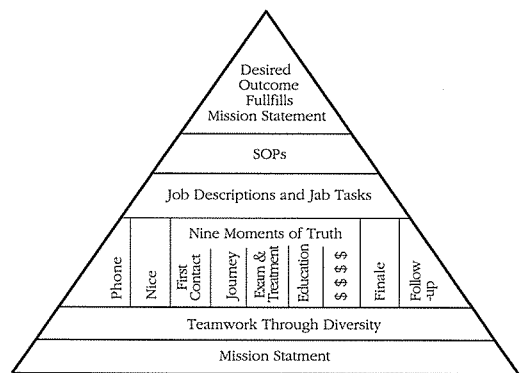 Desired
Outcome
Fullfills
Mission Statement
SOPs
Job Descriptions and Jab Tasks
Nine Moments of Truth
Phone
Nice
First
Contact
Journey
Exam &
Treatment
Education
$ $ $ $ $
Finale
Follow
-up
Teamwork Through Diversity
Mission Statment